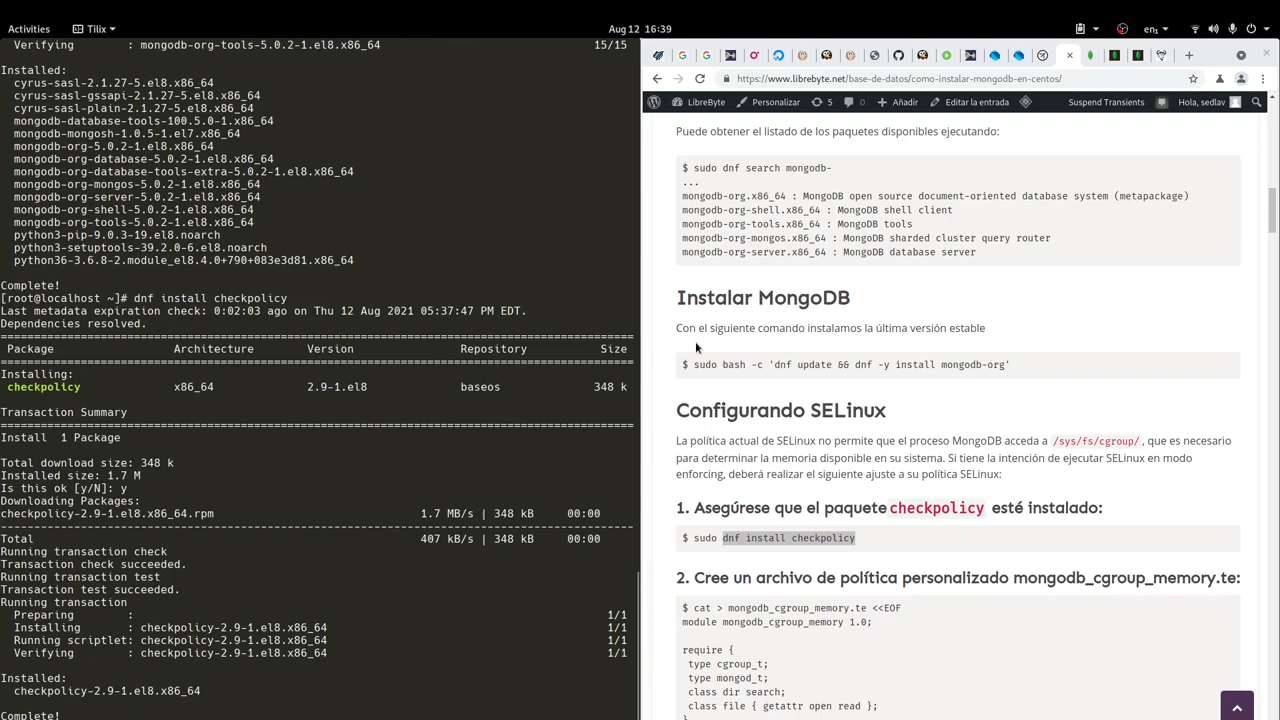 Activities
Tilix
Aug 12 16:39
en₁
Verifying : mongodb-org-tools-5.0.2-1.el8.x86_64 15/15
Installed:
cyrus-sasl-2.1.27-5.el8.x86_64
cyrus-sasl-gssapi-2.1.27-5.el8.x86_64
cyrus-sasl-plain-2.1.27-5.el8.x86_64
mongodb-database-tools-100.5.0-1.x86_64
mongodb-mongosh-1.0.5-1.el7.x86_64
mongodb-org-5.0.2-1.el8.x86_64
mongodb-org-database-5.0.2-1.el8.x86_64
mongodb-org-database-tools-extra-5.0.2-1.el8.x86_64
mongodb-org-mongos-5.0.2-1.el8.x86_64
mongodb-org-server-5.0.2-1.el8.x86_64
mongodb-org-shell-5.0.2-1.el8.x86_64
mongodb-org-tools-5.0.2-1.el8.x86_64
python3-pip-9.0.3-19.el8.noarch
python3-setuptools-39.2.0-6.el8.noarch
python36-3.6.8-2.module_el8.4.0+790+083e3d81.x86_64
Complete!
[root@localhost ~]# dnf install checkpolicy
Last metadata expiration check: 0:02:03 ago on Thu 12 Aug 2021 05:37:47 PM EDT.
Dependencies resolved.
Package Architecture Version Repository Size
Installing:
checkpolicy x86_64 2.9-1.el8 baseos 348 k
Transaction Summary
Install 1 Package
Total download size: 348 k
Installed size: 1.7 M
Is this ok [y/N]: y
Downloading Packages:
checkpolicy-2.9-1.el8.x86_64.rpm 1.7 MB/s | 348 kB 00:00
Total 407 kB/s | 348 kB 00:00
Running transaction check
Transaction check succeeded.
Running transaction test
Transaction test succeeded.
Running transaction
Preparing : 1/1
Installing : checkpolicy-2.9-1.el8.x86_64 1/1
Running scriptlet: checkpolicy-2.9-1.el8.x86_64 1/1
Verifying : checkpolicy-2.9-1.el8.x86_64 1/1
Installed:
checkpolicy-2.9-1.el8.x86_64
Complete!
https://www.librebyte.net/base-de-datos/como-instalar-mongodb-en-centos/
LibreByte Personalizar 5 0 Añadir Editar la entrada Suspend Transients Hola, sedlav
Puede obtener el listado de los paquetes disponibles ejecutando:
$ sudo dnf search mongodb-
...
mongodb-org.x86_64 : MongoDB open source document-oriented database system (metapackage)
mongodb-org-shell.x86_64 : MongoDB shell client
mongodb-org-tools.x86_64 : MongoDB tools
mongodb-org-mongos.x86_64 : MongoDB sharded cluster query router
mongodb-org-server.x86_64 : MongoDB database server
Instalar MongoDB
Con el siguiente comando instalamos la última versión estable
$ sudo bash -c 'dnf update && dnf -y install mongodb-org'
Configurando SELinux
La política actual de SELinux no permite que el proceso MongoDB acceda a /sys/fs/cgroup/, que es necesario
para determinar la memoria disponible en su sistema. Si tiene la intención de ejecutar SELinux en modo
enforcing, deberá realizar el siguiente ajuste a su política SELinux:
1. Asegúrese que el paquete checkpolicy esté instalado:
$ sudo dnf install checkpolicy
2. Cree un archivo de política personalizado mongodb_cgroup_memory.te:
$ cat > mongodb_cgroup_memory.te <<EOF
module mongodb_cgroup_memory 1.0;
require {
type cgroup_t;
type mongod_t;
class dir search;
class file { getattr open read };
}